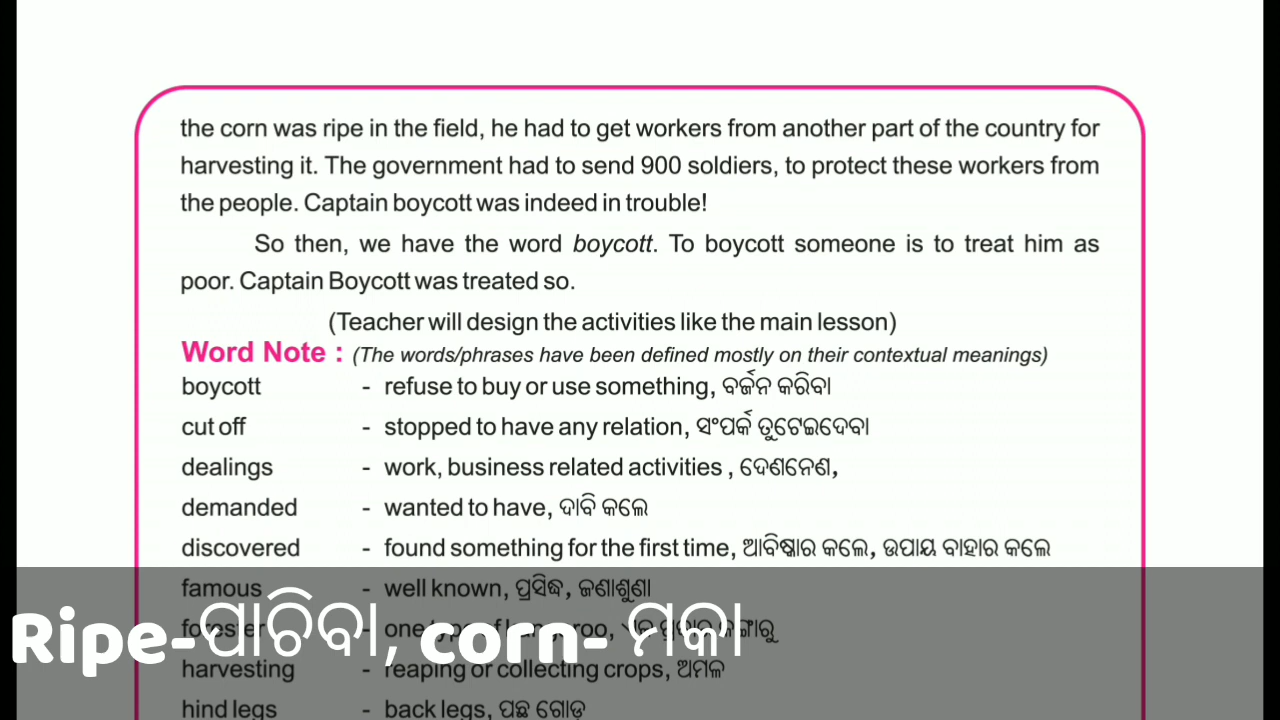 the corn was ripe in the field, he had to get workers from another part of the country for
harvesting it. The government had to send 900 soldiers, to protect these workers from
the people. Captain boycott was indeed in trouble!
So then, we have the word boycott. To boycott someone is to treat him as
poor. Captain Boycott was treated so.
(Teacher will design the activities like the main lesson)
Word Note : (The words/phrases have been defined mostly on their contextual meanings)
boycott - refuse to buy or use something, ବର୍ଜନ କରିବା
cut off - stopped to have any relation, ସଂପର୍କ ତୁଟେଇଦେବା
dealings - work, business related activities , ଦେଣନେଣ,
demanded - wanted to have, ଦାବି କଲେ
discovered - found something for the first time, ଆବିଷ୍କାର କଲେ, ଉପାୟ ବାହାର କଲେ
famous - well known, ପ୍ରସିଦ୍ଧ, ଜଣାଶୁଣା
forester - one type of kangaroo,
Ripe-ପାଚିବା, corn- ମକା
harvesting - reaping or collecting crops, ଅମଳ
hind legs - back legs, ପଛ ଗୋଡ଼